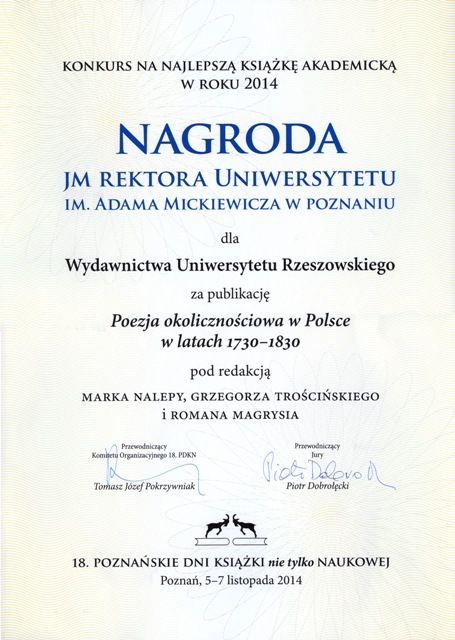 KONKURS NA NAJLEPSZĄ KSIĄŻKĘ AKADEMICKĄ
W ROKU 2014
NAGRODA
JM REKTORA UNIWERSYTETU
IM. ADAMA MICKIEWICZA W POZNANIU
dla
Wydawnictwa Uniwersytetu Rzeszowskiego
za publikację
Poezja okolicznościowa w Polsce
w latach 1730–1830
pod redakcją
MARKA NALEPY, GRZEGORZA TROŚCIŃSKIEGO
I ROMANA MAGRYSIA
Przewodniczący
Komitetu Organizacyjnego 18. PDKN
Tomasz Józef Pokrzywniak
Przewodniczący
Jury
Piotr Dobrołęcki
18. POZNAŃSKIE DNI KSIĄŻKI nie tylko NAUKOWEJ
Poznań, 5–7 listopada 2014